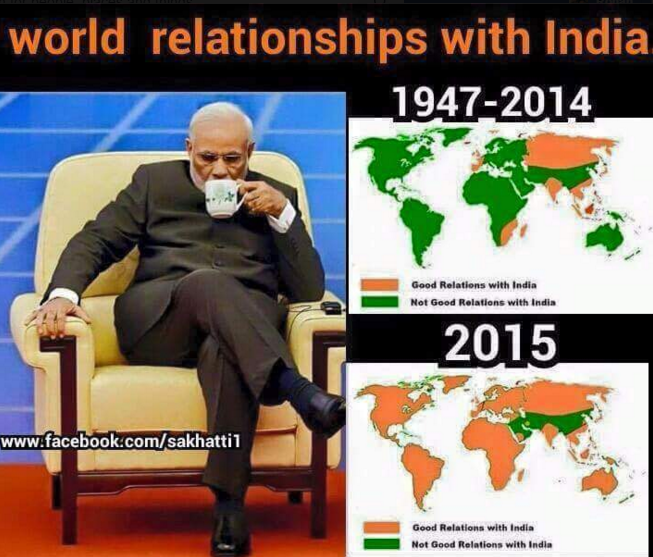 world relationships with India
1947-2014
Good Relations with India
Not Good Relations with India
2015
Good Relations with India
Not Good Relations with India
www.facebook.com/sakhatti1